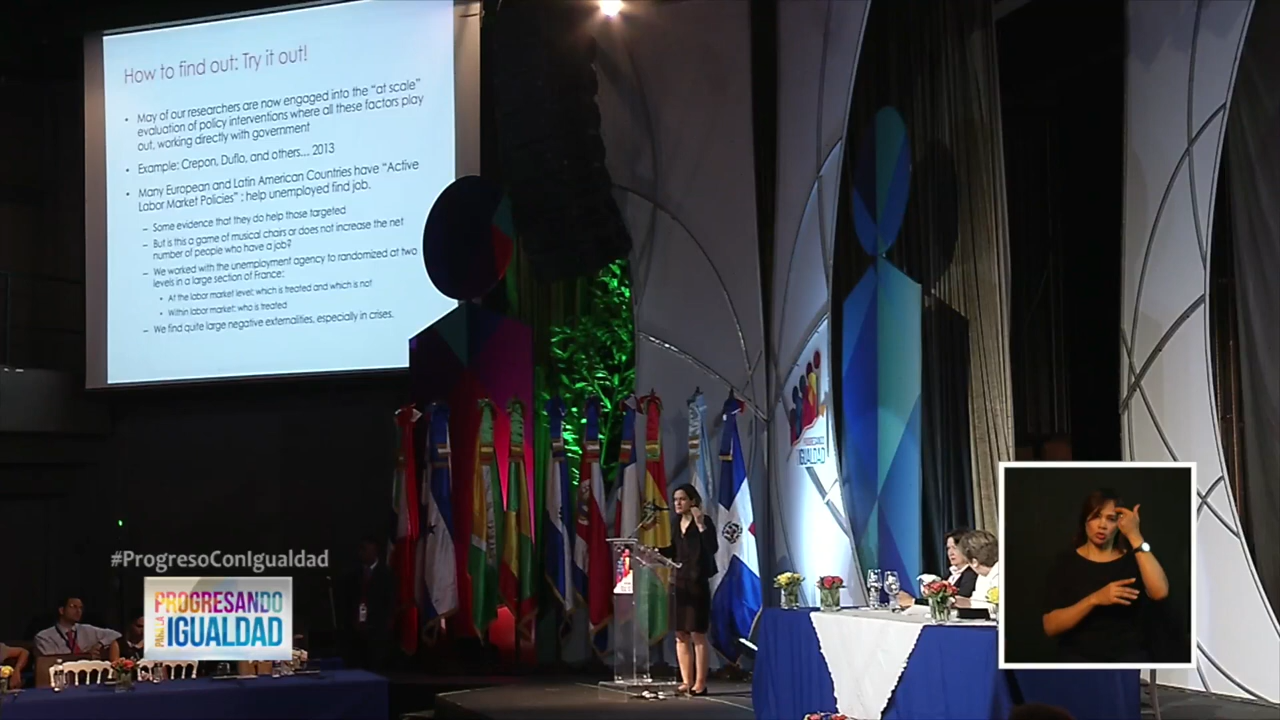 How to find out: Try it out!
• May of our researchers are now engaged into the “at scale”
evaluation of policy interventions where all these factors play
out, working directly with government
• Example: Crepon, Duflo, and others... 2013
• Many European and Latin American Countries have “Active
Labor Market Policies” : help unemployed find job.
– Some evidence that they do help those targeted
– But is this a game of musical chairs or does not increase the net
number of people who have a job?
– We worked with the unemployment agency to randomized at two
levels in a large section of France:
• At the labor market level: which is treated and which is not
• Within labor market: who is treated
– We find quite large negative externalities, especially in crises.
PROGRESANDO
IGUALDAD
#ProgresoConIgualdad
PROGRESANDO
PARA LA
IGUALDAD